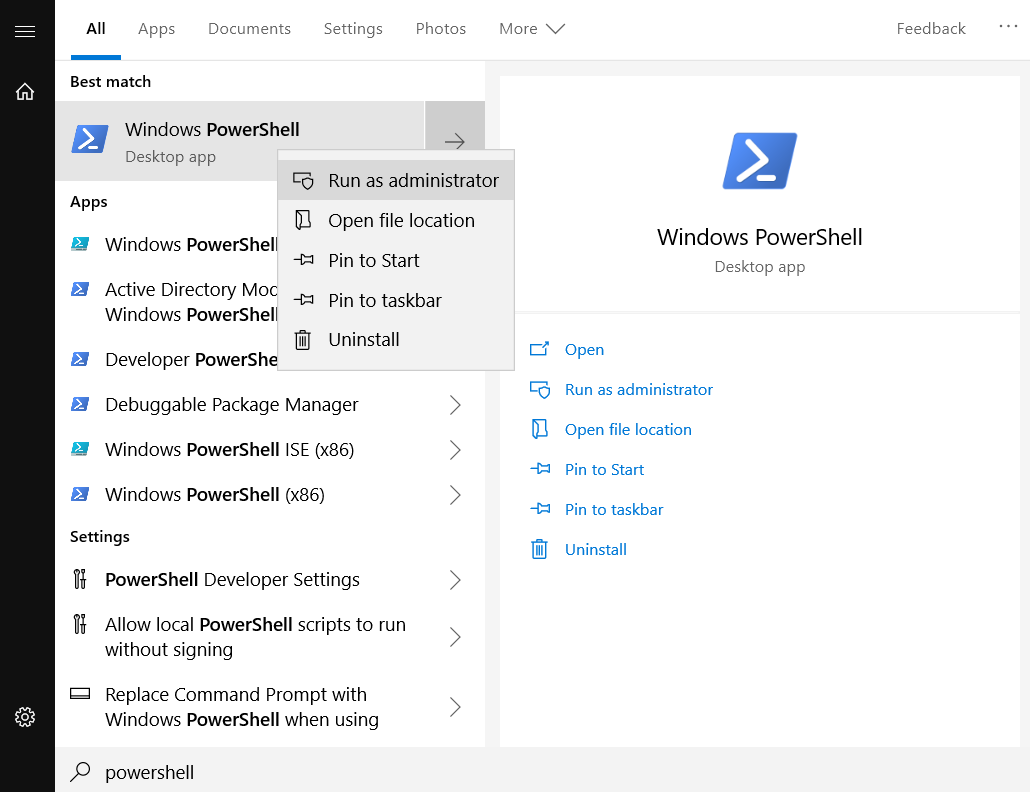 All Apps Documents Settings Photos More Feedback ...
Best match
Windows PowerShell
Desktop app
Run as administrator
Open file location
Pin to Start
Pin to taskbar
Uninstall
Apps
Windows PowerShell
Active Directory
Windows PowerShell
Developer
Debuggable Package Manager
Windows PowerShell ISE (x86)
Windows PowerShell (x86)
Settings
PowerShell Developer Settings
Allow local PowerShell scripts to run
without signing
Replace Command Prompt with
Windows PowerShell when using
powershell
Windows PowerShell
Desktop app
Open
Run as administrator
Open file location
Pin to Start
Pin to taskbar
Uninstall